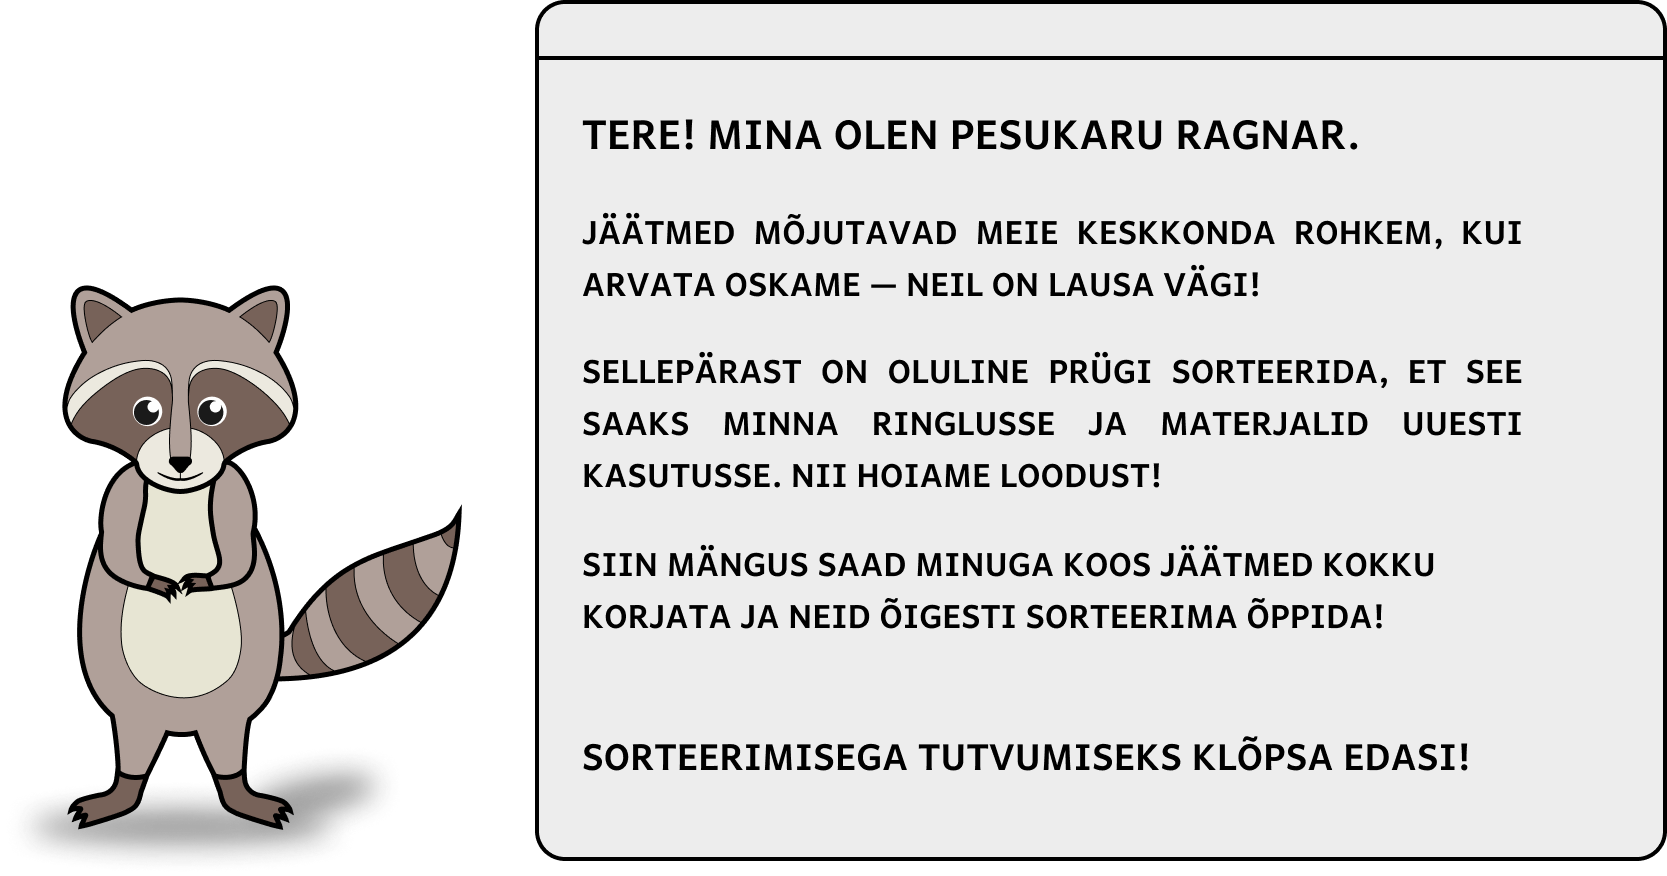 TERE! MINA OLEN PESUKARU RAGNAR.
JÄÄTMED MÕJUTAVAD MEIE KESKKONDA ROHKEM, KUI
ARVATA OSKAME — NEIL ON LAUSA VÄGI!
SELLEPÄRAST ON OLULINE PRÜGI SORTEERIDA, ET SEE
SAAKS MINNA RINGLUSSE JA MATERJALID UUESTI
KASUTUSSE. NII HOIAME LOODUST!
SIIN MÄNGUS SAAD MINUGA KOOS JÄÄTMED KOKKU
KORJATA JA NEID ÕIGESTI SORTEERIMA ÕPPIDA!
SORTEERIMISEGA TUTVUMISEKS KLÕPSA EDASI!